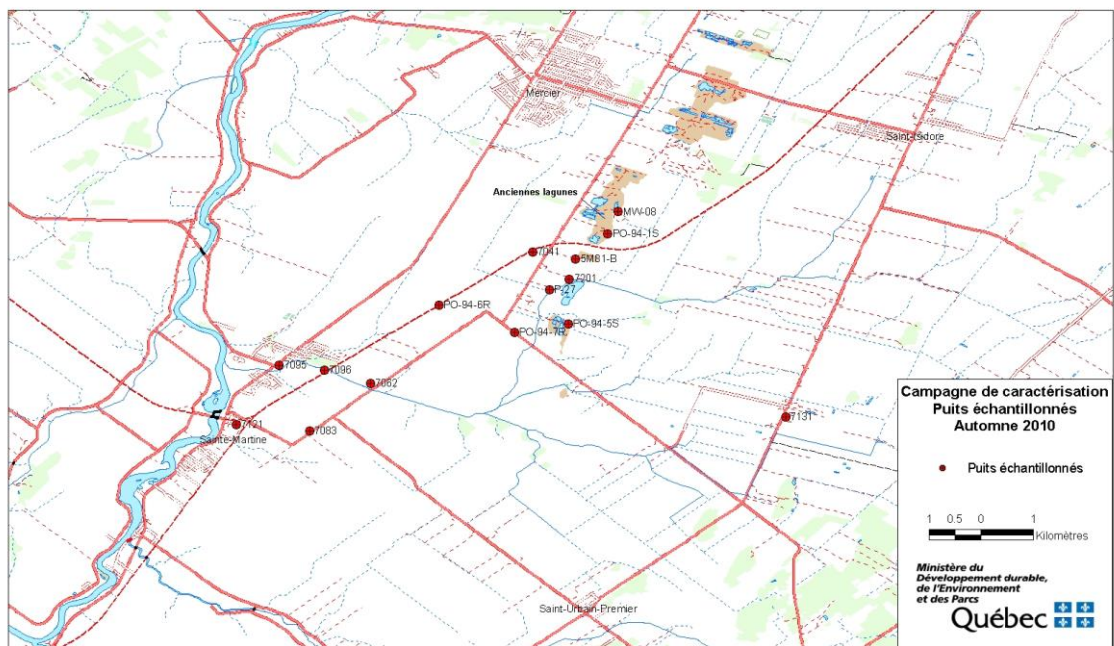 Mercier
Saint-Isidore
Anciennes lagunes
MW-08
PO-94-1S
7041
5M81-B
7201
P-27
PO-94-6R
PO-94-5S
PO-94-7R
7095
7096
7062
7121
7083
7131
Sainte-Martine
Saint-Urbain-Premier
Campagne de caractérisation
Puits échantillonnés
Automne 2010
Puits échantillonnés
1 0.5 0 1
Kilomètres
Ministère du
Développement durable,
de l'Environnement
et des Parcs
Québec